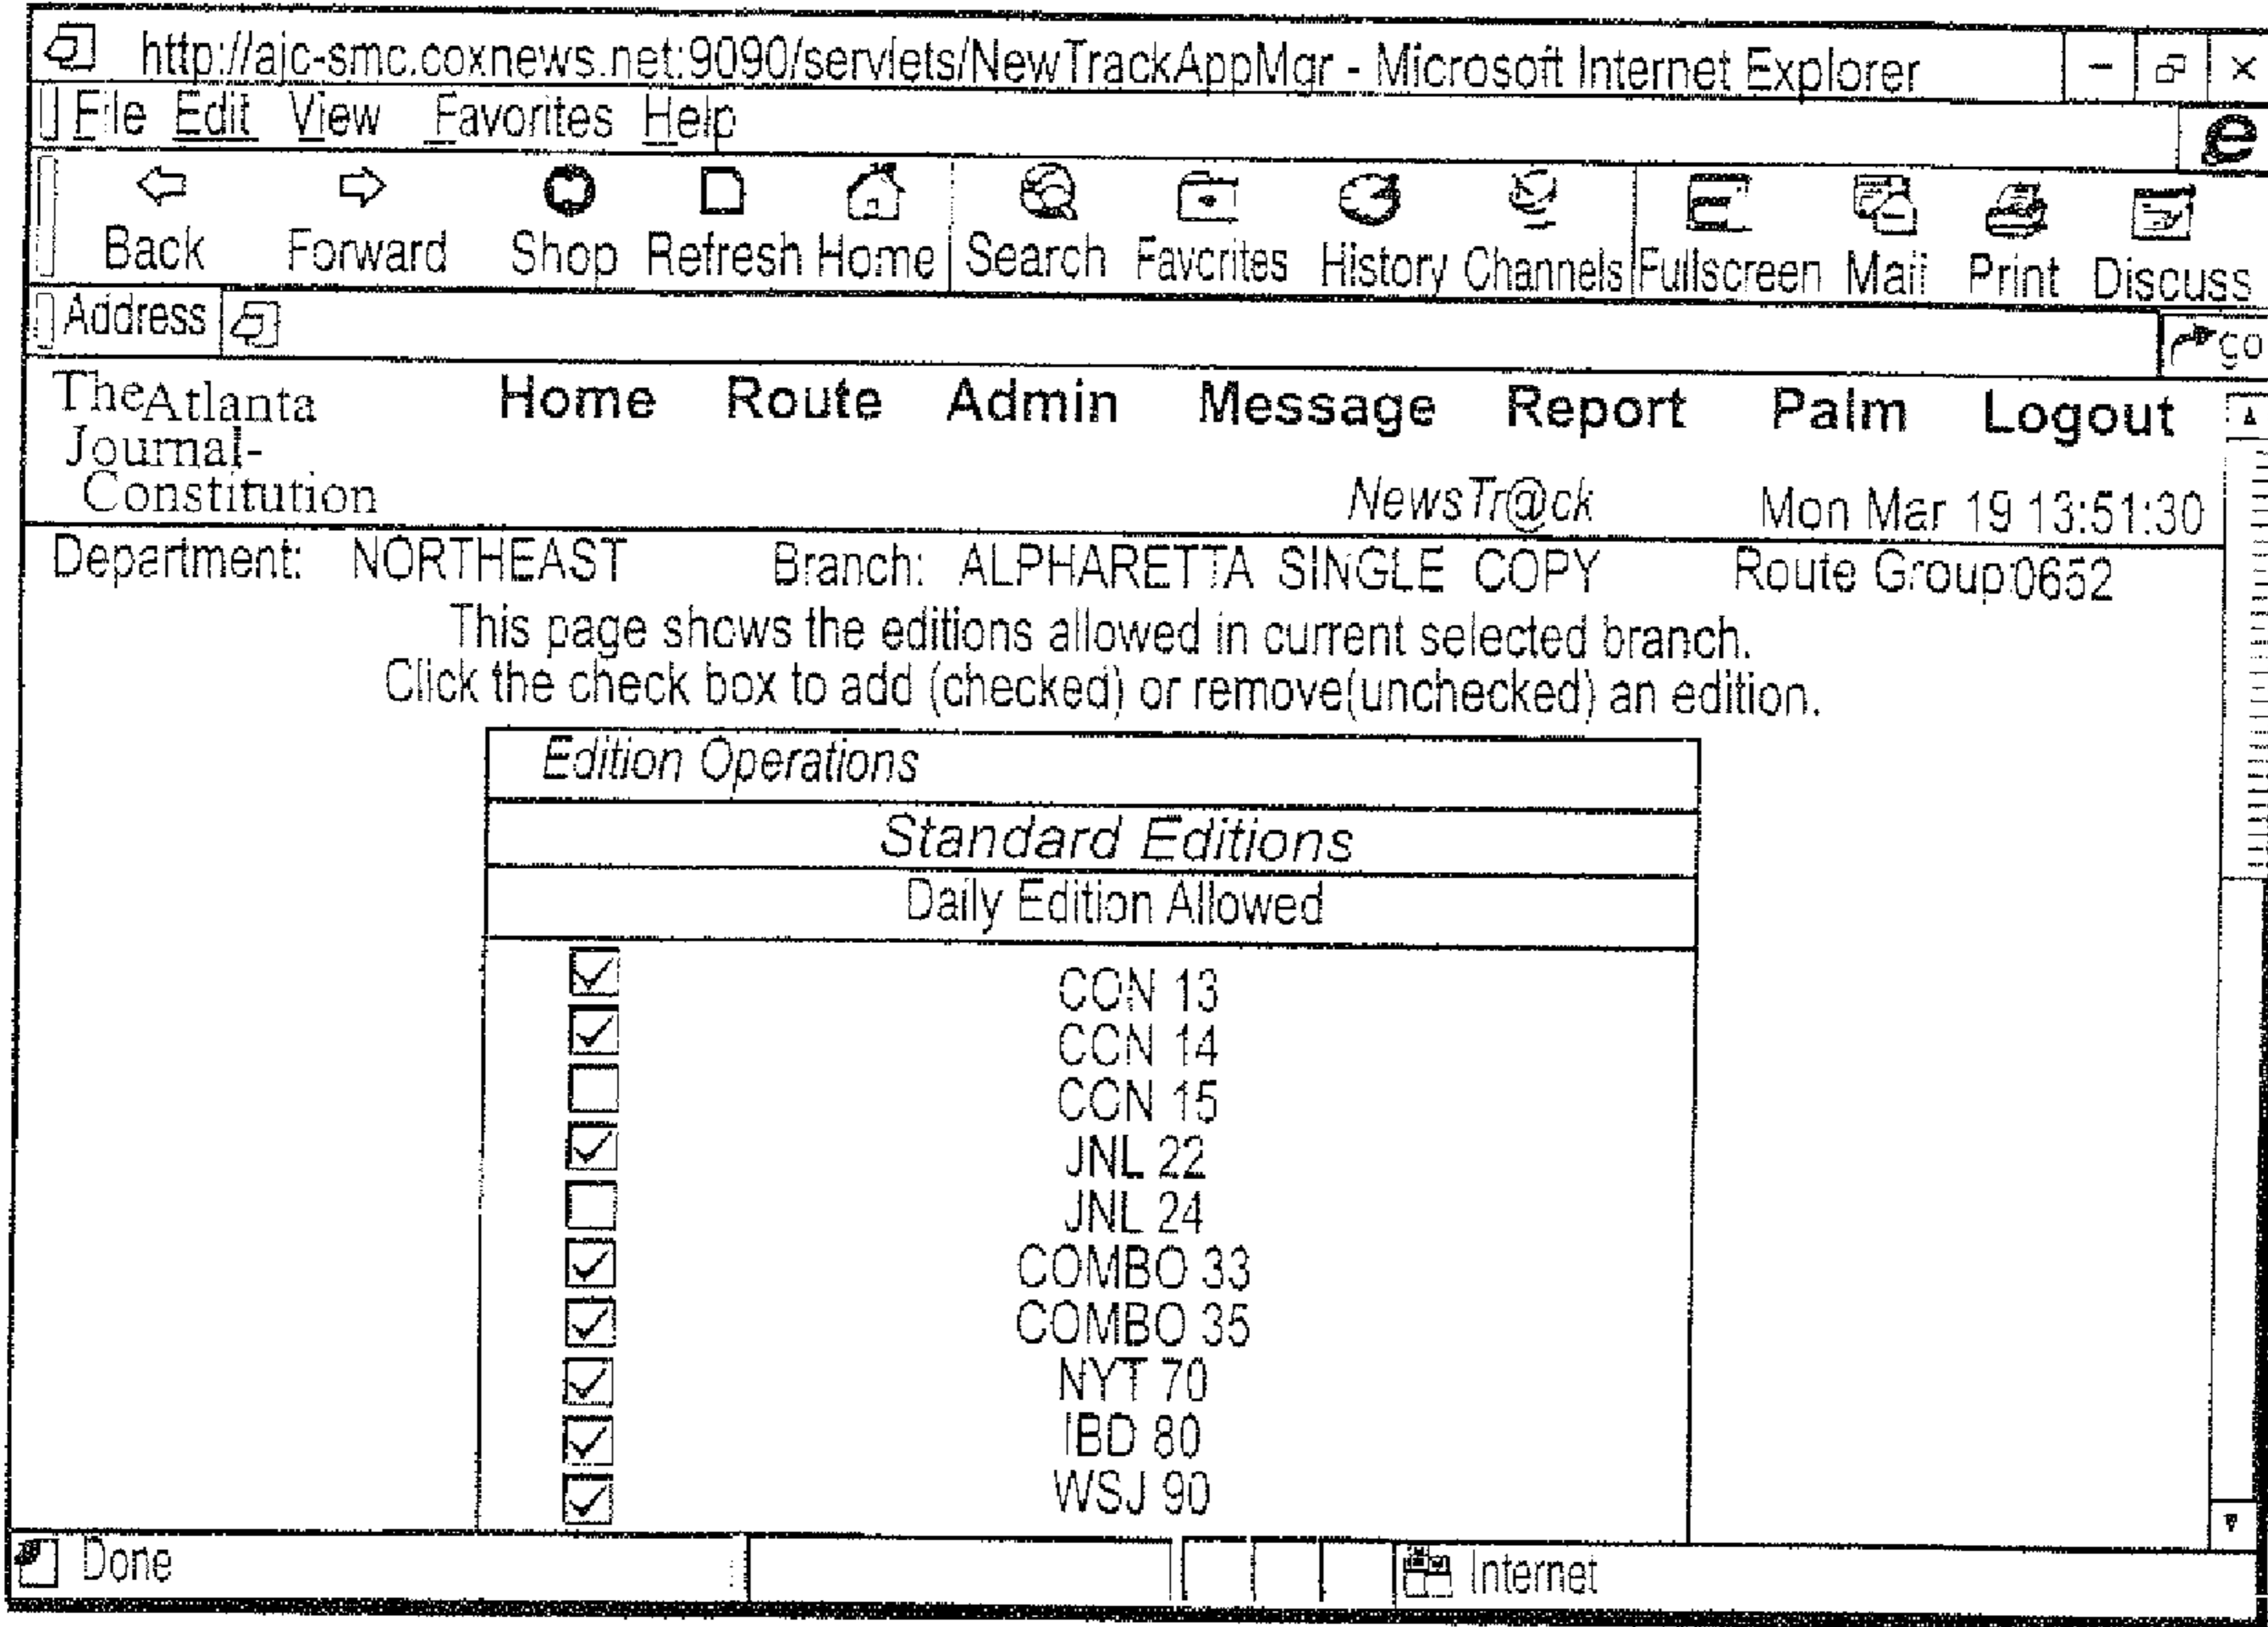 http://ajc-smc.coxnews.net:9090/servlets/NewTrackAppMgr - Microsoft Internet Explorer
File Edit View Favorites Help
Back Forward Shop Refresh Home Search Favorites History Channels Fullscreen Mail Print Discuss
Address go
The Atlanta
Journal-
Constitution
Home Route Admin Message Report Palm Logout
NewsTr@ck Mon Mar 19 13:51:30
Department: NORTHEAST Branch: ALPHARETTA SINGLE COPY Route Group:0652
This page shows the editions allowed in current selected branch.
Click the check box to add (checked) or remove(unchecked) an edition.
Edition Operations
Standard Editions
Daily Edition Allowed
CON 13
CON 14
CON 15
JNL 22
JNL 24
COMBO 33
COMBO 35
NYT 70
IBD 80
WSJ 90
Done Internet